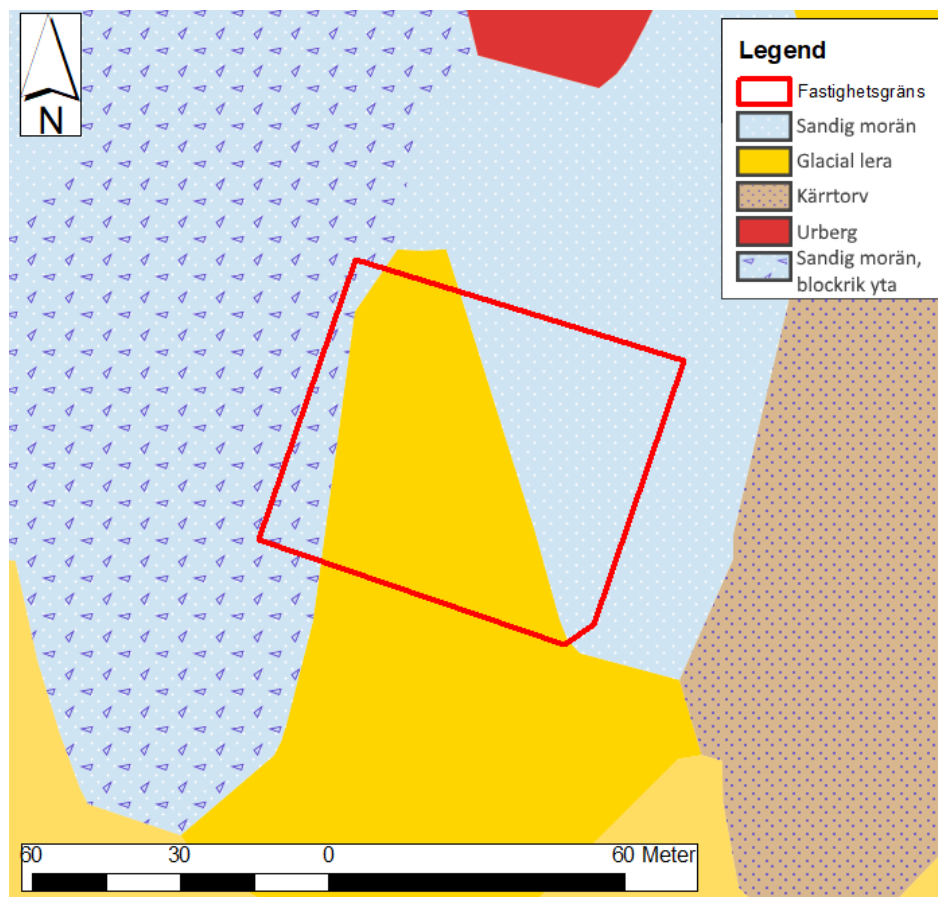 N
Legend
Fastighetsgräns
Sandig morän
Glacial lera
Kärrtorv
Urberg
Sandig morän,
blockrik yta
60 30 0 60 Meter